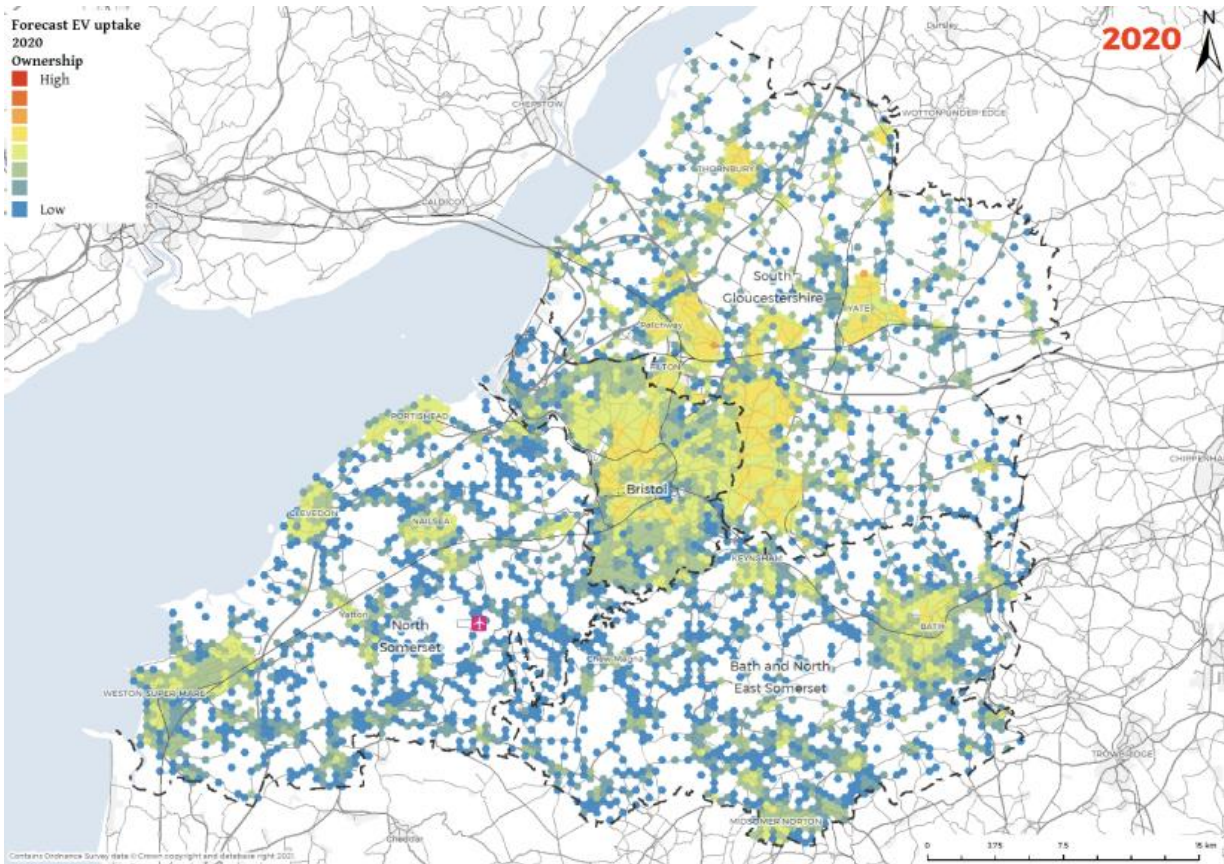 Forecast EV uptake
2020
Ownership
High
Low
2020
N
Dursley
CHEPSTOW
WOTTON-UNDER-EDGE
THORNBURY
CALDICOT
South
Gloucestershire
YATE
Patchway
FILTON
PORTISHEAD
CHIPPENHA
Bristol
CLEVEDON
NAILSEA
KEYNSHAM
Yatton
North
Somerset
BATH
Chew Magna
Bath and North
East Somerset
WESTON-SUPER-MARE
TROWBRIDGE
MIDSOMER NORTON
Cheddar
Contains Ordnance Survey data © Crown copyright and database right 2021
0 3.75 7.5 15 km